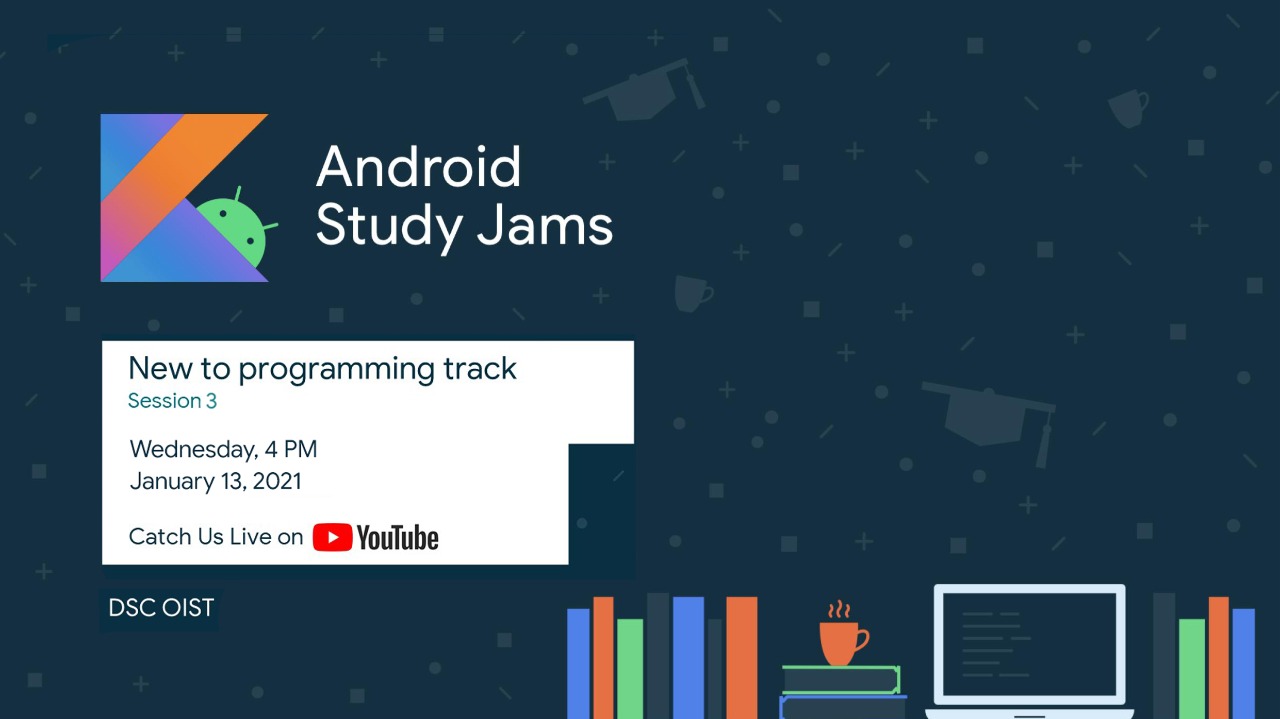 Android
Study Jams
New to programming track
Session 3
Wednesday, 4 PM
January 13, 2021
Catch Us Live on YouTube
DSC OIST